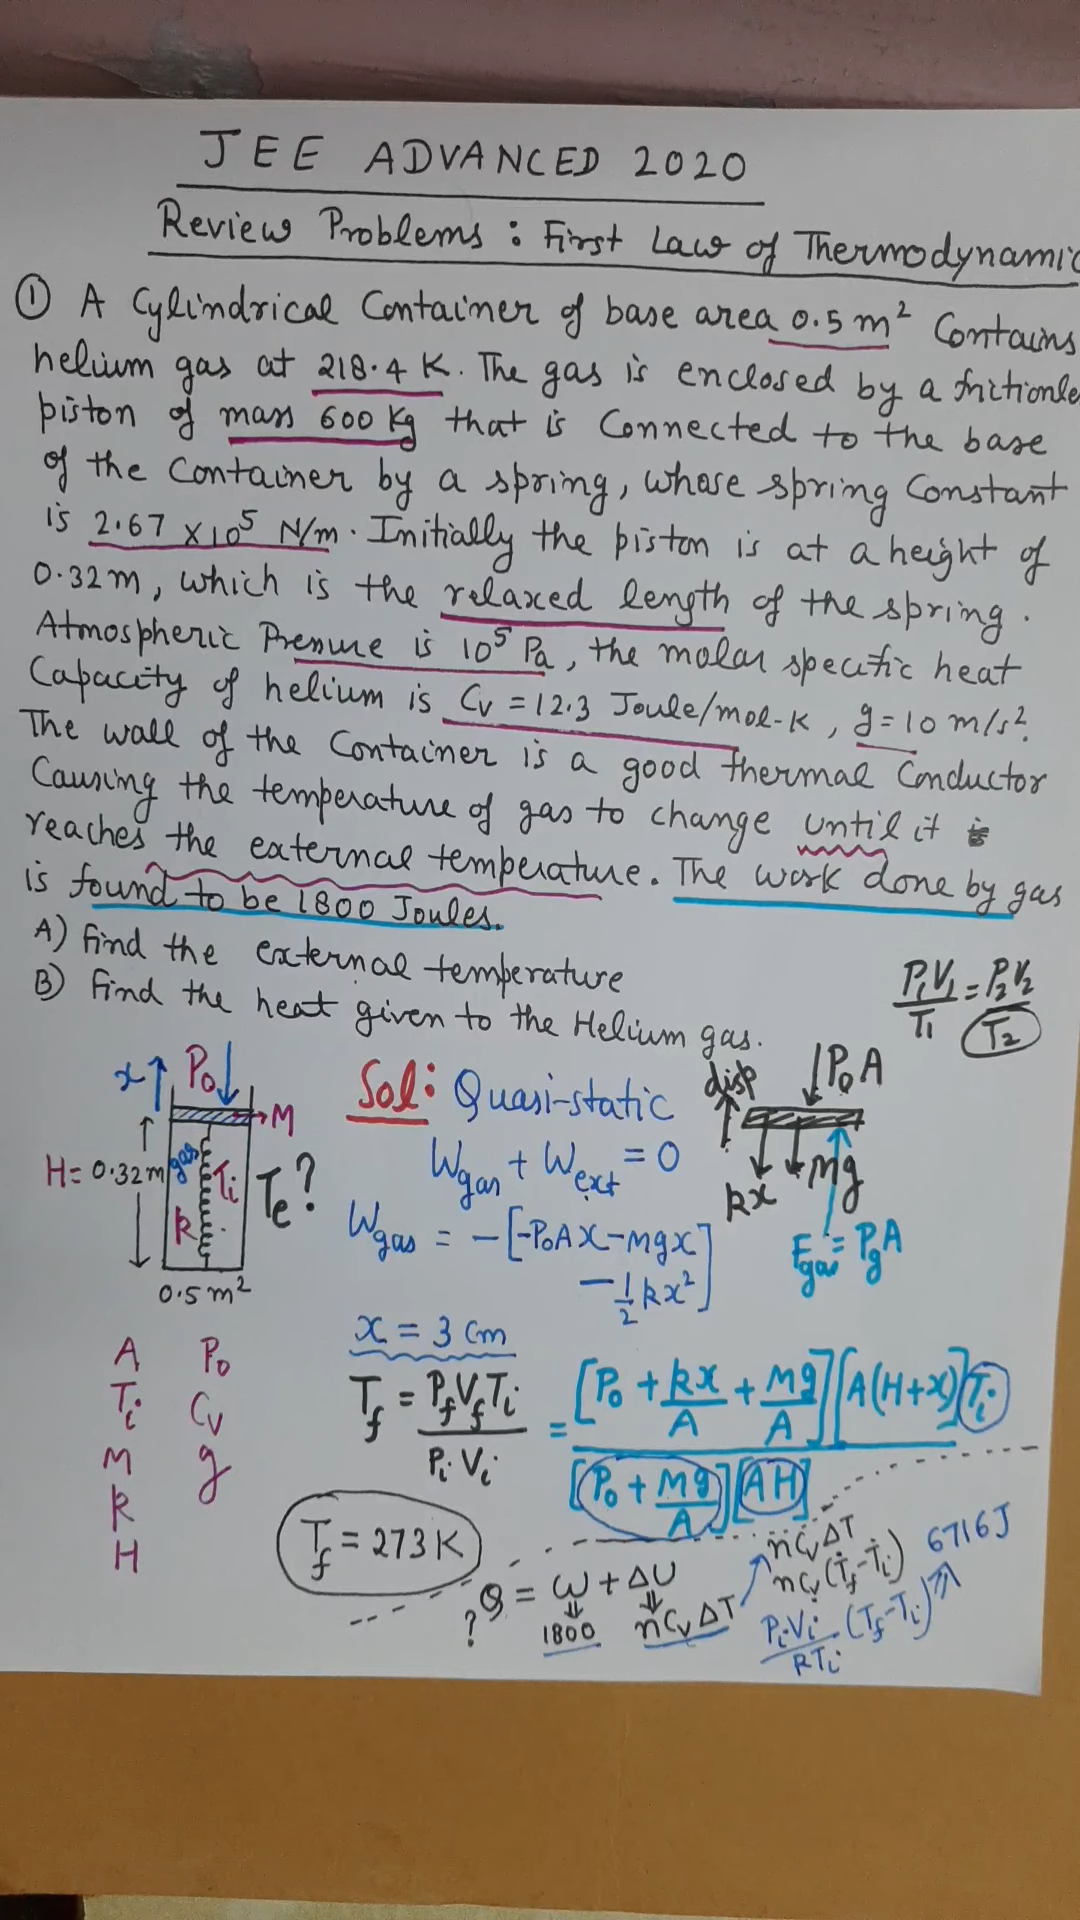 JEE ADVANCED 2020
Review Problems: First Law of Thermodynamic
① A Cylindrical Container of base area 0.5 m² Contains
helium gas at 218.4 K. The gas is enclosed by a frictionle
piston of mass 600 Kg that is Connected to the base
of the Container by a spring, whose spring Constant
is 2.67 × 10⁵ N/m. Initially the piston is at a height of
0.32m, which is the relaxed length of the spring.
Atmospheric Pressure is 10⁵ Pa, the molar specific heat
Capacity of helium is Cv = 12.3 Joule/mol-K, g = 10 m/s².
The wall of the Container is a good thermal Conductor
Causing the temperature of gas to change until it
reaches the external temperature. The work done by gas
is found to be 1800 Joules.
A) Find the external temperature
B) Find the heat given to the Helium gas.
P₁V₁/T₁ = P₂V₂/T₂
x P₀
M
H = 0.32m gas Ti Te?
k
0.5 m²
Sol: Quasi-static
Wgas + Wext = 0
Wgas = -[-P₀Ax - Mgx
- 1/2 kx²]
disp P₀A
kx Mg
Fgas = PgA
x = 3 cm
Tf = PfVfTi / PiVi = [P₀ + kx/A + Mg/A][A(H+x)]Ti / [P₀ + Mg/A][AH]
A P₀
Ti Cv
M g
k
H
Tf = 273 K
? Q = W + ΔU
1800 nCvΔT
nCvΔT
nCv(Tf - Ti)
PiVi/RTi (Tf - Ti)
6716 J